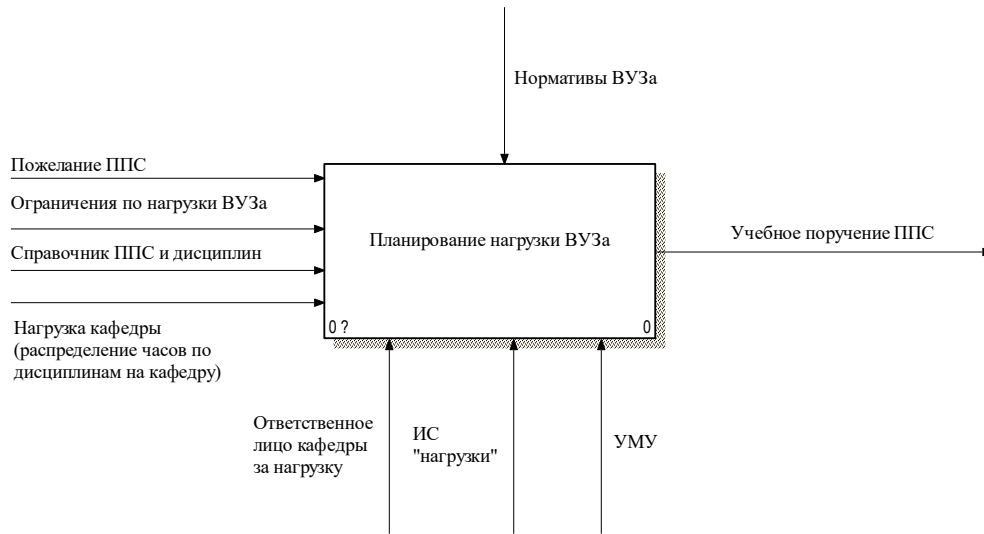 Нормативы ВУЗа
Пожелание ППС
Ограничения по нагрузки ВУЗа
Справочник ППС и дисциплин
Нагрузка кафедры
(распределение часов по
дисциплинам на кафедру)
Планирование нагрузки ВУЗа
0 ?
0
Учебное поручение ППС
Ответственное
лицо кафедры
за нагрузку
ИС
"нагрузки"
УМУ